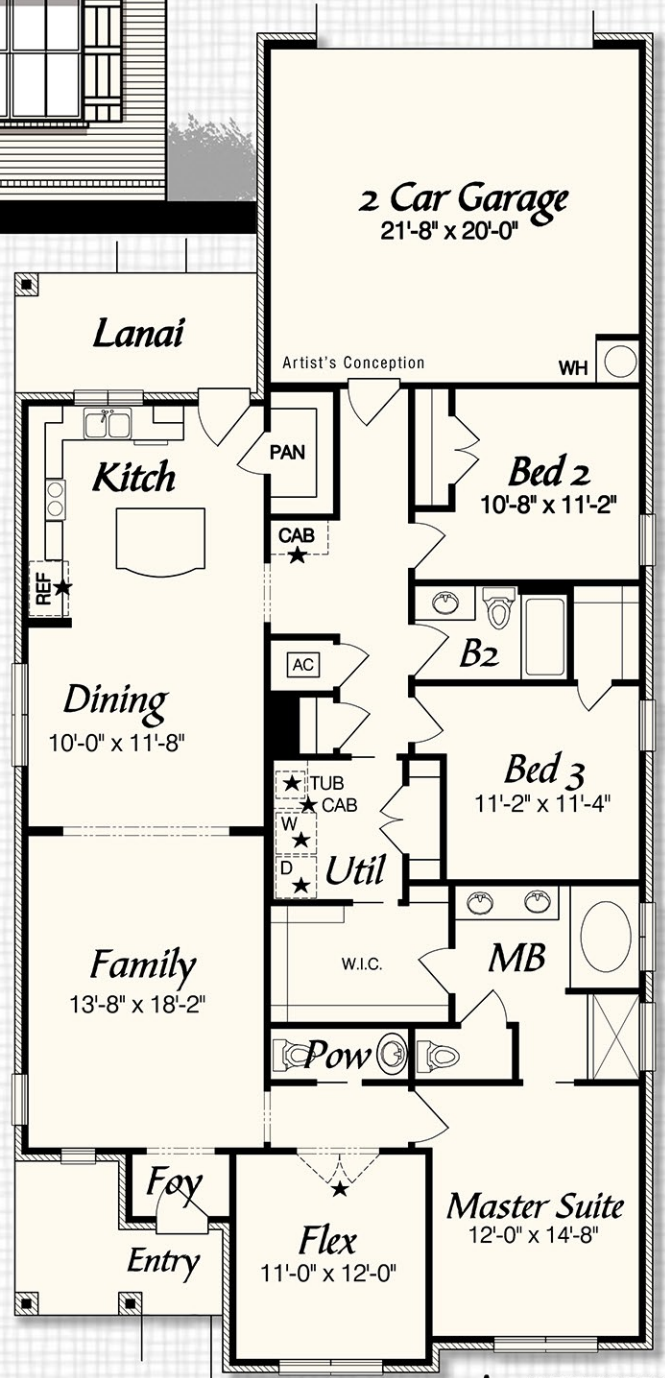 2 Car Garage
21'-8" x 20'-0"
Artist's Conception
WH
Lanai
PAN
Kitch
Bed 2
10'-8" x 11'-2"
CAB
REF
B2
AC
Dining
10'-0" x 11'-8"
Bed 3
11'-2" x 11'-4"
TUB
CAB
W
D
Util
Family
13'-8" x 18'-2"
W.I.C.
MB
Pow
Foy
Master Suite
12'-0" x 14'-8"
Flex
11'-0" x 12'-0"
Entry